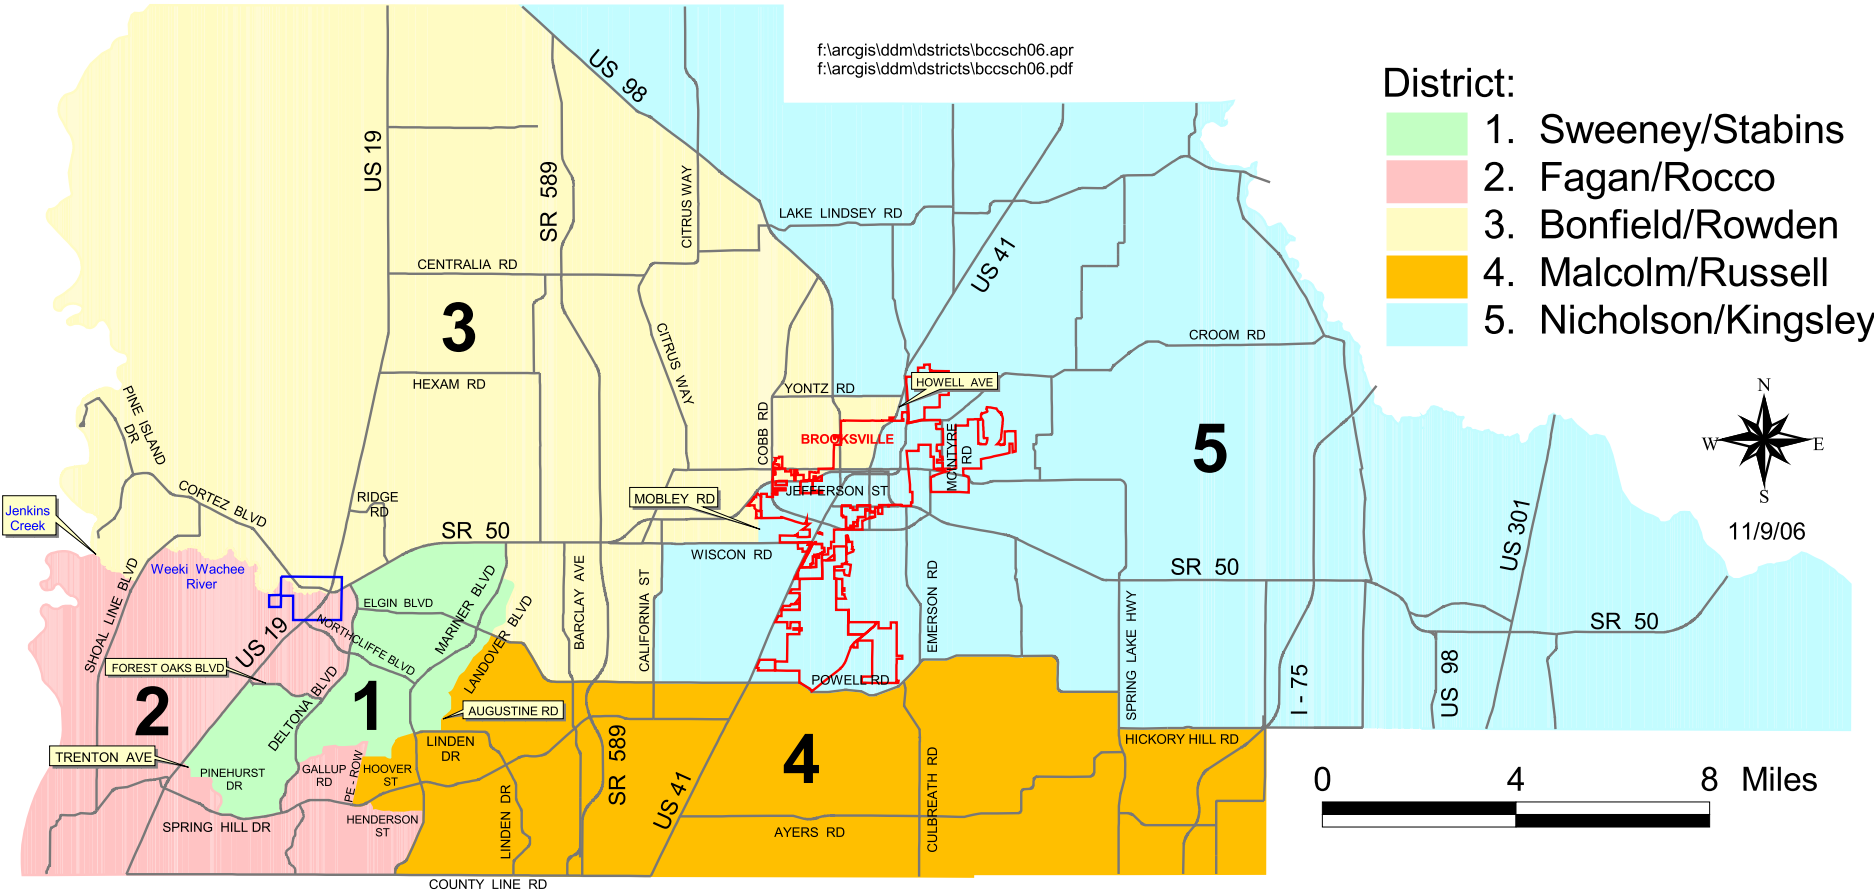 f:\arcgis\ddm\dstricts\bccsch06.apr
f:\arcgis\ddm\dstricts\bccsch06.pdf
District:
1. Sweeney/Stabins
2. Fagan/Rocco
3. Bonfield/Rowden
4. Malcolm/Russell
5. Nicholson/Kingsley
US 98
US 19
SR 589
CITRUS WAY
LAKE LINDSEY RD
US 41
CENTRALIA RD
3
CITRUS WAY
CROOM RD
HEXAM RD
YONTZ RD
HOWELL AVE
PINE ISLAND
DR
COBB RD
BROOKSVILLE
MCINTYRE
RD
5
N
W
E
S
11/9/06
CORTEZ BLVD
RIDGE
RD
MOBLEY RD
JEFFERSON ST
Jenkins
Creek
SR 50
WISCON RD
SR 50
US 301
Weeki Wachee
River
SHOAL LINE BLVD
ELGIN BLVD
MARINER BLVD
LANDOVER BLVD
BARCLAY AVE
CALIFORNIA ST
EMERSON RD
SPRING LAKE HWY
SR 50
US 19
NORTHCLIFFE BLVD
FOREST OAKS BLVD
POWELL RD
I - 75
US 98
2
1
DELTONA BLVD
AUGUSTINE RD
TRENTON AVE
LINDEN
DR
HICKORY HILL RD
PINEHURST
DR
GALLUP
RD
PE - ROW
HOOVER
ST
SR 589
4
CULBREATH RD
0 4 8 Miles
SPRING HILL DR
HENDERSON
ST
LINDEN DR
US 41
AYERS RD
COUNTY LINE RD